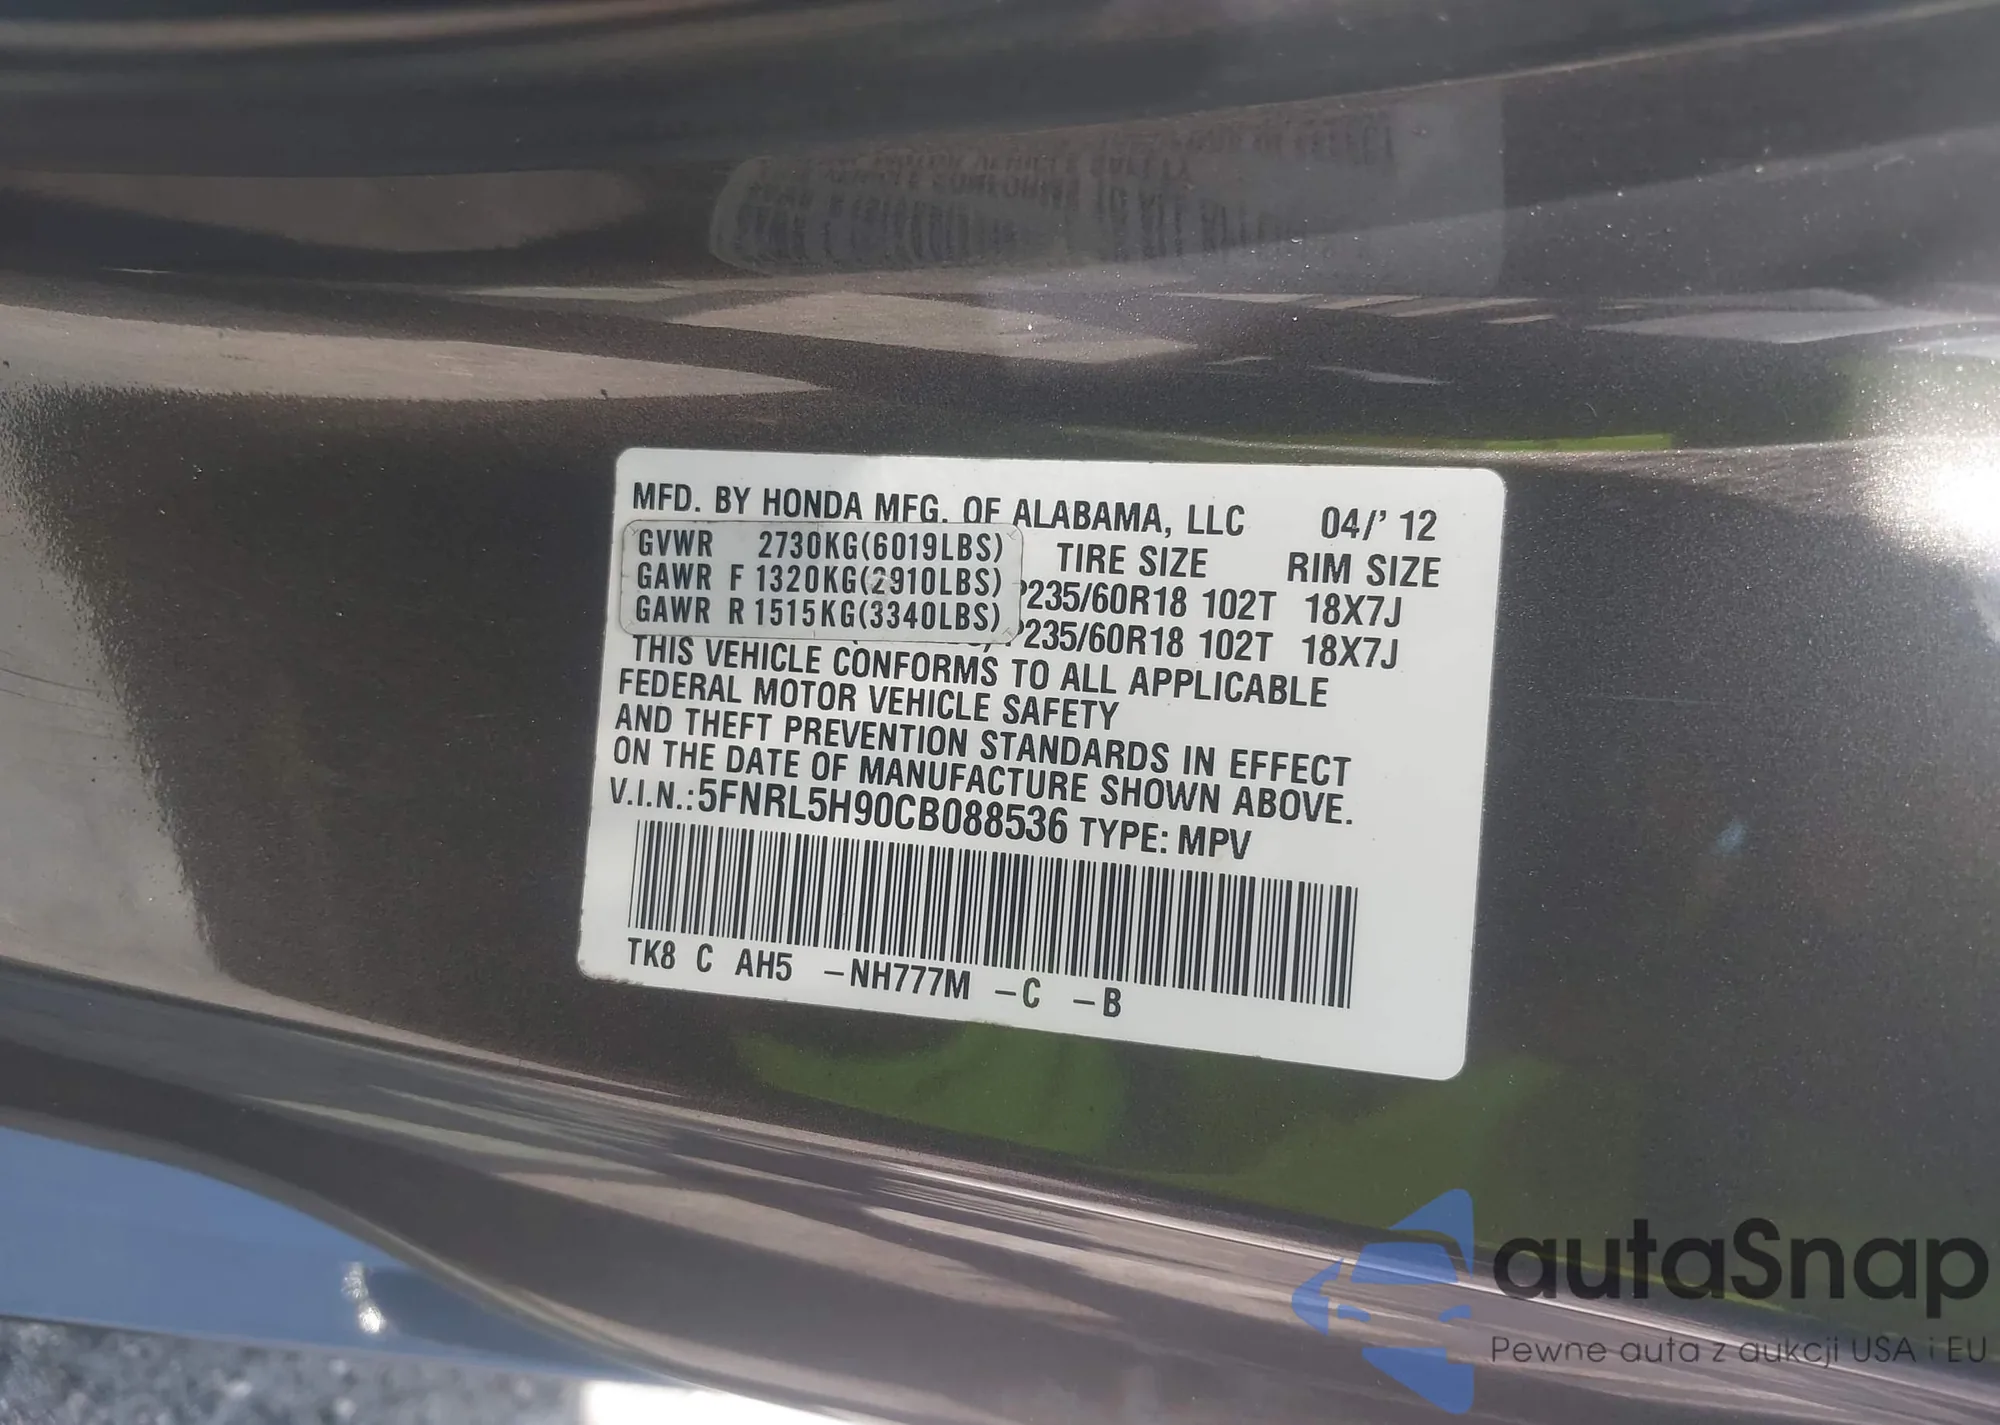 MFD. BY HONDA MFG. OF ALABAMA, LLC 04/' 12
GVWR 2730KG(6019LBS) TIRE SIZE RIM SIZE
GAWR F 1320KG(2910LBS) P235/60R18 102T 18X7J
GAWR R 1515KG(3340LBS) P235/60R18 102T 18X7J
THIS VEHICLE CONFORMS TO ALL APPLICABLE
FEDERAL MOTOR VEHICLE SAFETY
AND THEFT PREVENTION STANDARDS IN EFFECT
ON THE DATE OF MANUFACTURE SHOWN ABOVE.
V.I.N.: 5FNRL5H90CB088536 TYPE: MPV
TK8 C AH5 -NH777M -C -B
autaSnap
Pewne auta z aukcji USA i EU